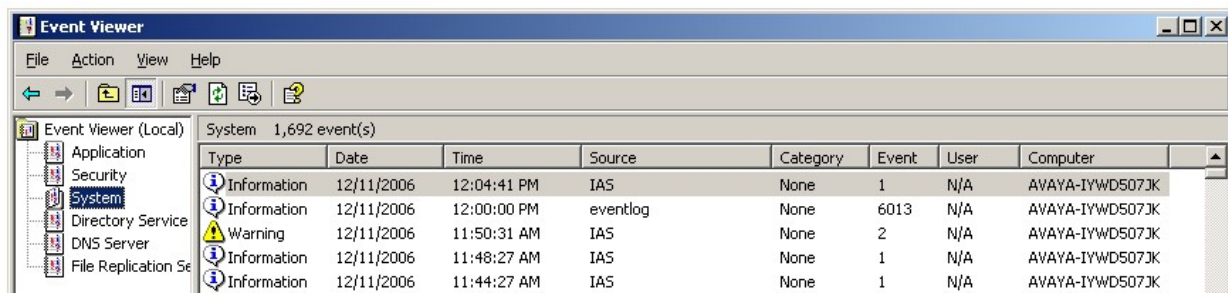 Event Viewer
File Action View Help
Event Viewer (Local)
Application
Security
System
Directory Service
DNS Server
File Replication Se
System 1,692 event(s)
Type Date Time Source Category Event User Computer
Information 12/11/2006 12:04:41 PM IAS None 1 N/A AVAYA-IYWD507JK
Information 12/11/2006 12:00:00 PM eventlog None 6013 N/A AVAYA-IYWD507JK
Warning 12/11/2006 11:50:31 AM IAS None 2 N/A AVAYA-IYWD507JK
Information 12/11/2006 11:48:27 AM IAS None 1 N/A AVAYA-IYWD507JK
Information 12/11/2006 11:44:27 AM IAS None 1 N/A AVAYA-IYWD507JK